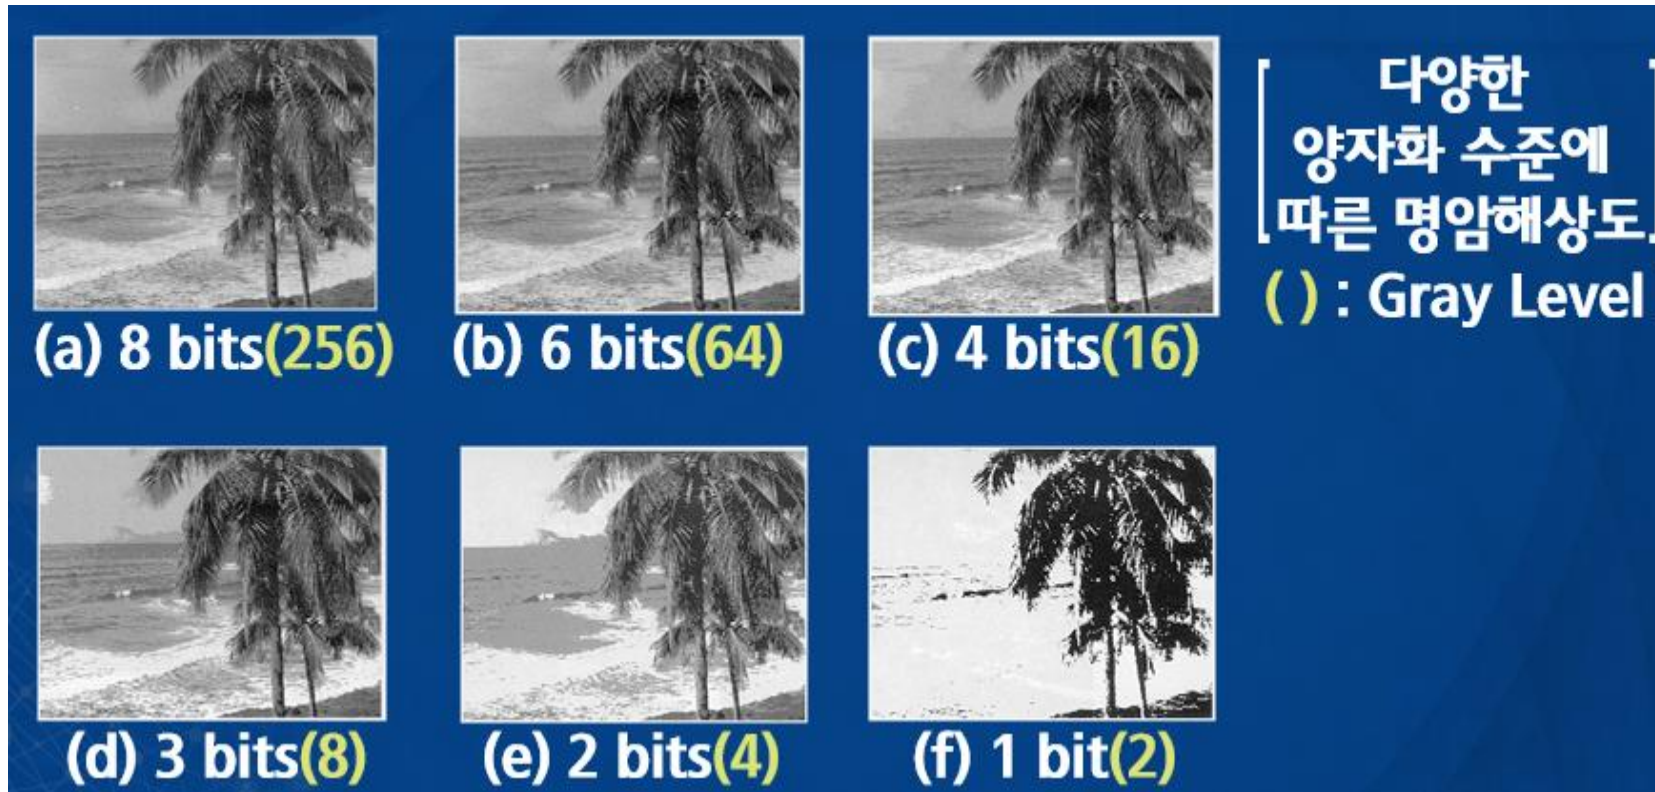 다양한
양자화 수준에
따른 명암해상도
( ) : Gray Level
(a) 8 bits(256)
(b) 6 bits(64)
(c) 4 bits(16)
(d) 3 bits(8)
(e) 2 bits(4)
(f) 1 bit(2)